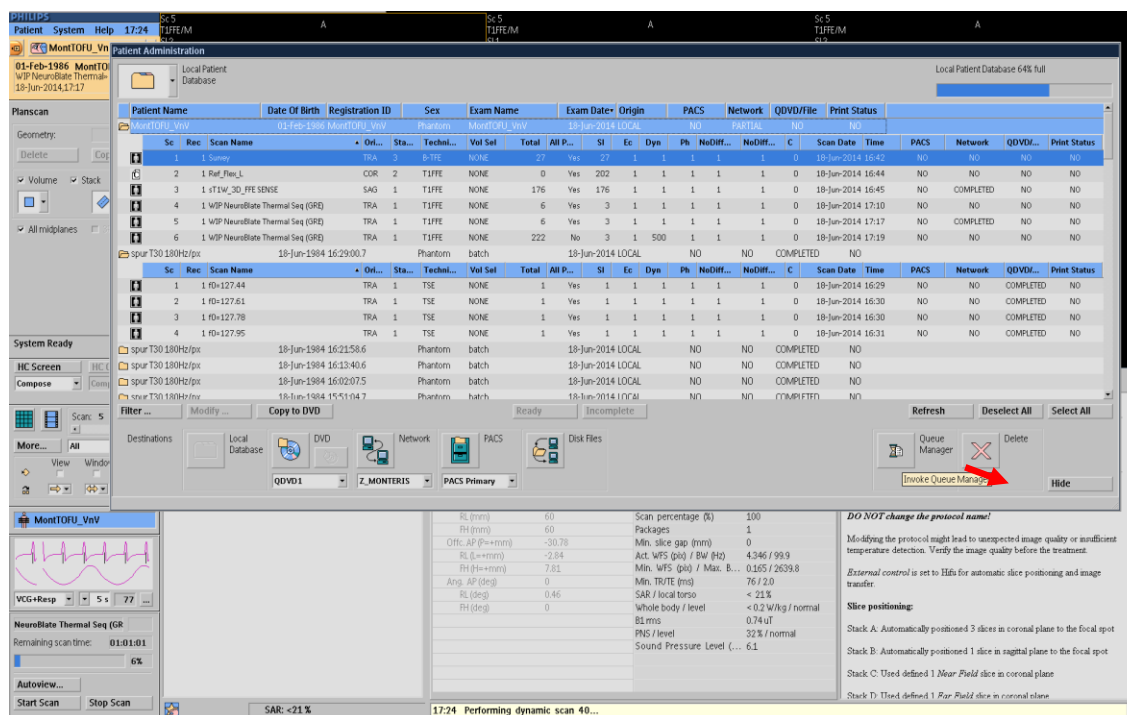 PHILIPS
Patient System Help 17:24
Sc 5
T1FFE/M
A
Sc 5
T1FFE/M
A
Sc 5
T1FFE/M
A
MontTOFU_Vn
01-Feb-1986 MontTO
WIP NeuroBlate Thermal=
18-Jun-2014,17:17
Planscan
Geometry:
Delete
Volume Stack
All midplanes
System Ready
HC Screen
Compose
Scan: 5
More... All
View Windo
Patient Administration
Local Patient Database
Local Patient Database 64% full
Patient Name Date Of Birth Registration ID Sex Exam Name Exam Date Origin PACS Network QDVD/File Print Status
MontTOFU_VnV 01-Feb-1986 MontTOFU_VnV Phantom MontTOFU_VnV 18-Jun-2014 LOCAL NO PARTIAL NO NO
Sc Rec Scan Name Ori... Sta... Techni... Vol Sel Total All P... Sl Ec Dyn Ph NoDiff... NoDiff... C Scan Date Time PACS Network QDVD/... Print Status
1 1 Survey TRA 3 B-TFE NONE 27 Yes 27 1 1 1 1 1 0 18-Jun-2014 16:42 NO NO NO NO
2 1 Ref_Flex_L COR 2 T1FFE NONE 0 Yes 202 1 1 1 1 1 0 18-Jun-2014 16:44 NO NO NO NO
3 1 sT1W_3D_FFE SENSE SAG 1 T1FFE NONE 176 Yes 176 1 1 1 1 1 0 18-Jun-2014 16:45 NO COMPLETED NO NO
4 1 WIP NeuroBlate Thermal Seq (GRE) TRA 1 T1FFE NONE 6 Yes 3 1 1 1 1 1 0 18-Jun-2014 17:10 NO NO NO NO
5 1 WIP NeuroBlate Thermal Seq (GRE) TRA 1 T1FFE NONE 6 Yes 3 1 1 1 1 1 0 18-Jun-2014 17:17 NO COMPLETED NO NO
6 1 WIP NeuroBlate Thermal Seq (GRE) TRA 1 T1FFE NONE 222 No 3 1 500 1 1 1 0 18-Jun-2014 17:19 NO NO NO NO
spur T30 180Hz/px 18-Jun-1984 16:29:00.7 Phantom batch 18-Jun-2014 LOCAL NO NO COMPLETED NO
Sc Rec Scan Name Ori... Sta... Techni... Vol Sel Total All P... Sl Ec Dyn Ph NoDiff... NoDiff... C Scan Date Time PACS Network QDVD/... Print Status
1 1 f0=127.44 TRA 1 TSE NONE 1 Yes 1 1 1 1 1 1 0 18-Jun-2014 16:29 NO NO COMPLETED NO
2 1 f0=127.61 TRA 1 TSE NONE 1 Yes 1 1 1 1 1 1 0 18-Jun-2014 16:30 NO NO COMPLETED NO
3 1 f0=127.78 TRA 1 TSE NONE 1 Yes 1 1 1 1 1 1 0 18-Jun-2014 16:30 NO NO COMPLETED NO
4 1 f0=127.95 TRA 1 TSE NONE 1 Yes 1 1 1 1 1 1 0 18-Jun-2014 16:31 NO NO COMPLETED NO
spur T30 180Hz/px 18-Jun-1984 16:21:58.6 Phantom batch 18-Jun-2014 LOCAL NO NO COMPLETED NO
spur T30 180Hz/px 18-Jun-1984 16:13:40.6 Phantom batch 18-Jun-2014 LOCAL NO NO COMPLETED NO
spur T30 180Hz/px 18-Jun-1984 16:02:07.5 Phantom batch 18-Jun-2014 LOCAL NO NO COMPLETED NO
spur T30 180Hz/px 18-Jun-1984 15:51:04.7 Phantom batch 18-Jun-2014 LOCAL NO NO COMPLETED NO
Filter ... Modify ... Copy to DVD Ready Incomplete Refresh Deselect All Select All
Destinations Local Database DVD Network PACS Disk Files Queue Manager Delete
QDVD1 Z_MONTERIS PACS Primary Invoke Queue Manage Hide
MontTOFU_VnV
VCG+Resp 5 s 77 ...
NeuroBlate Thermal Seq (GR
Remaining scan time: 01:01:01
6%
Autoview...
Start Scan Stop Scan
RL (mm) 60
FH (mm) 60
Offc. AP (P=+mm) -30.78
RL (L=+mm) -2.84
FH (H=+mm) 7.81
Ang. AP (deg) 0
RL (deg) 0.46
FH (deg) 0
Scan percentage (%) 100
Packages 1
Min. slice gap (mm) 0
Act. WFS (pix) / BW (Hz) 4.346 / 99.9
Min. WFS (pix) / Max. B... 0.165 / 2639.8
Min. TR/TE (ms) 76 / 2.0
SAR / local torso < 21%
Whole body / level < 0.2 W/kg / normal
B1 rms 0.74 uT
PNS / level 32 % / normal
Sound Pressure Level (... 6.1
DO NOT change the protocol name!
Modifying the protocol might lead to unexpected image quality or insufficient
temperature detection. Verify the image quality before the treatment.
External control is set to Hifu for automatic slice positioning and image
transfer.
Slice positioning:
Stack A: Automatically positioned 3 slices in coronal plane to the focal spot
Stack B: Automatically positioned 1 slice in sagittal plane to the focal spot
Stack C: Used defined 1 Near Field slice in coronal plane
Stack D: Used defined 1 Far Field slice in coronal plane
SAR: <21 %
17:24 Performing dynamic scan 40...